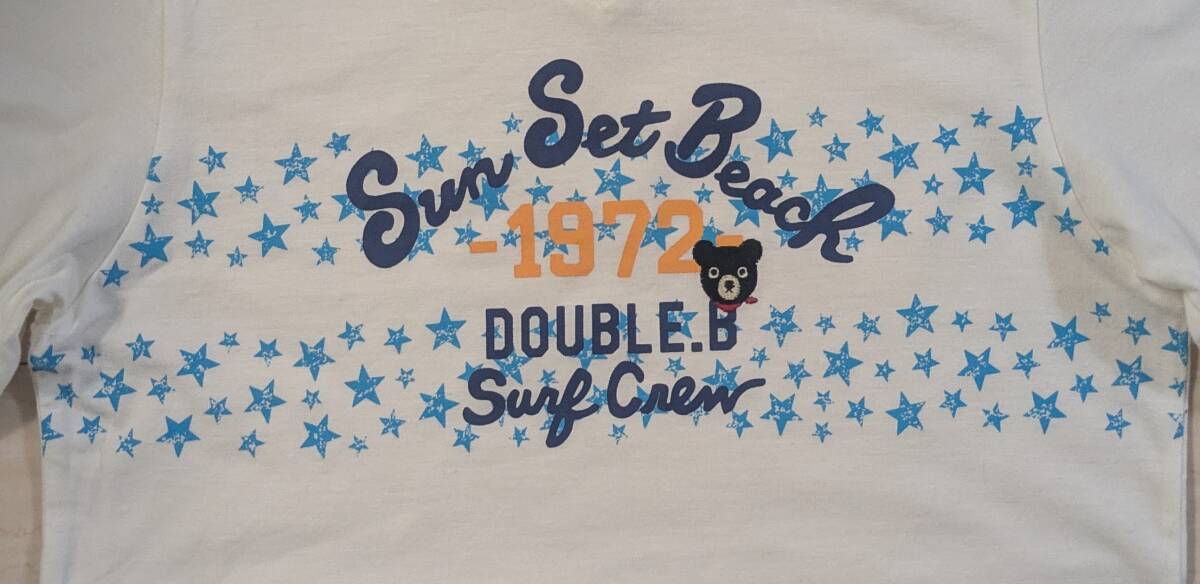 Sun Set Beach
-1972-
DOUBLE.B
Surf Crew